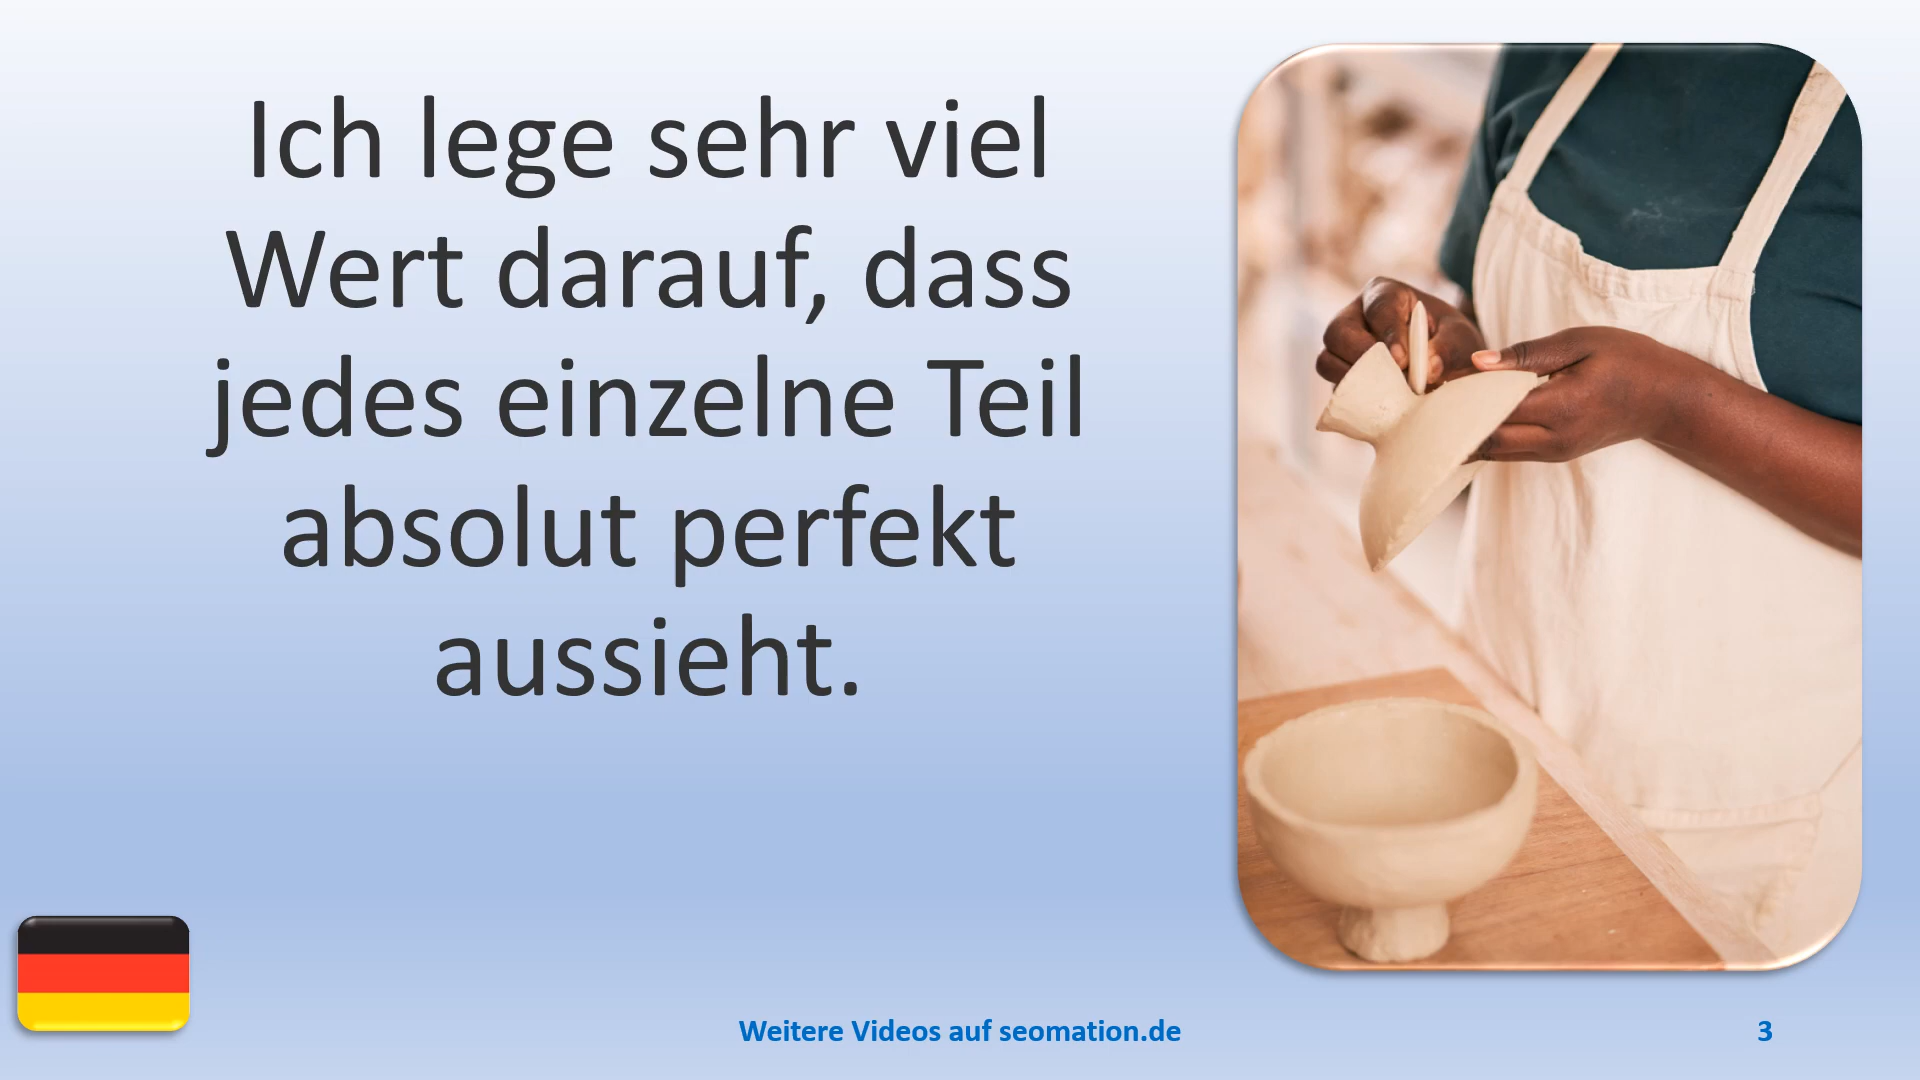 Ich lege sehr viel
Wert darauf, dass
jedes einzelne Teil
absolut perfekt
aussieht.
Weitere Videos auf seomation.de
3